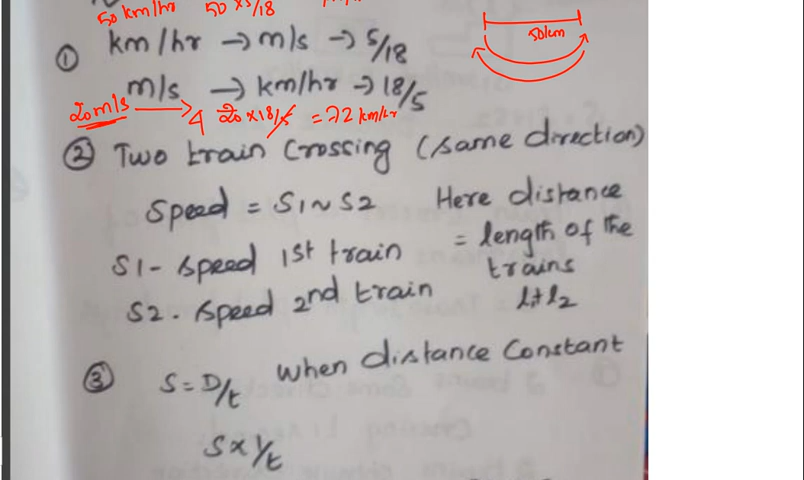 50 km/hr 50 × 5/18
50km
① km/hr → m/s → 5/18
m/s → km/hr → 18/5
20m/s → 4 20 × 18/5 = 72 km/hr
② Two train Crossing (same direction)
Speed = S1 ~ S2 Here distance
= length of the
S1 - speed 1st train trains
S2 - speed 2nd train l1+l2
③ S = D/t when distance Constant
S ∝ 1/t